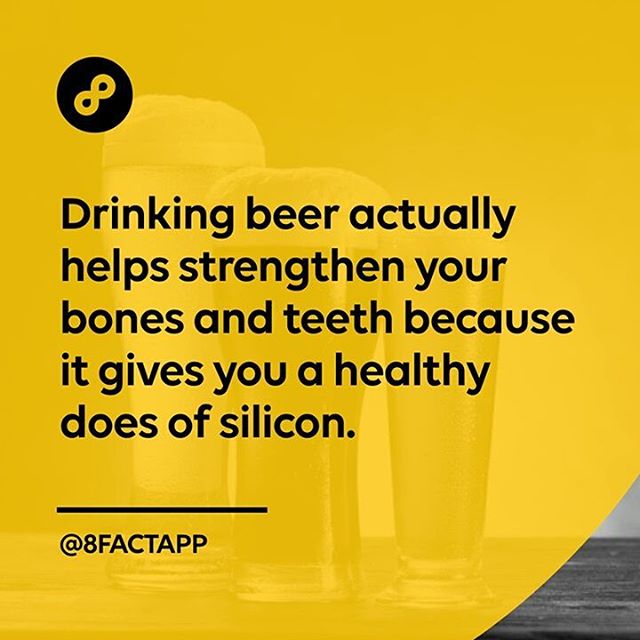 Drinking beer actually
helps strengthen your
bones and teeth because
it gives you a healthy
does of silicon.
@8FACTAPP